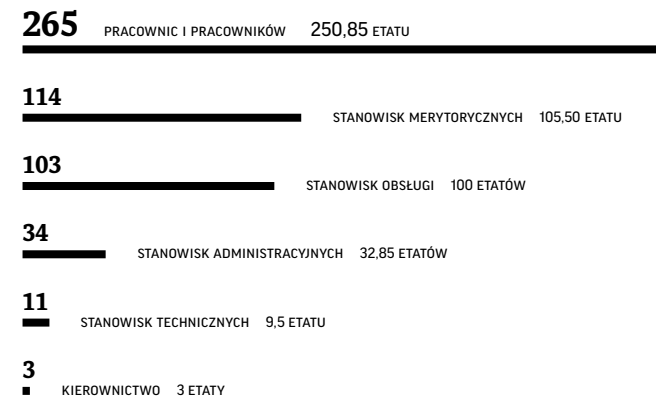 265 PRACOWNIC I PRACOWNIKÓW 250,85 ETATU
114
STANOWISK MERYTORYCZNYCH 105,50 ETATU
103
STANOWISK OBSŁUGI 100 ETATÓW
34
STANOWISK ADMINISTRACYJNYCH 32,85 ETATÓW
11
STANOWISK TECHNICZNYCH 9,5 ETATU
3
KIEROWNICTWO 3 ETATY